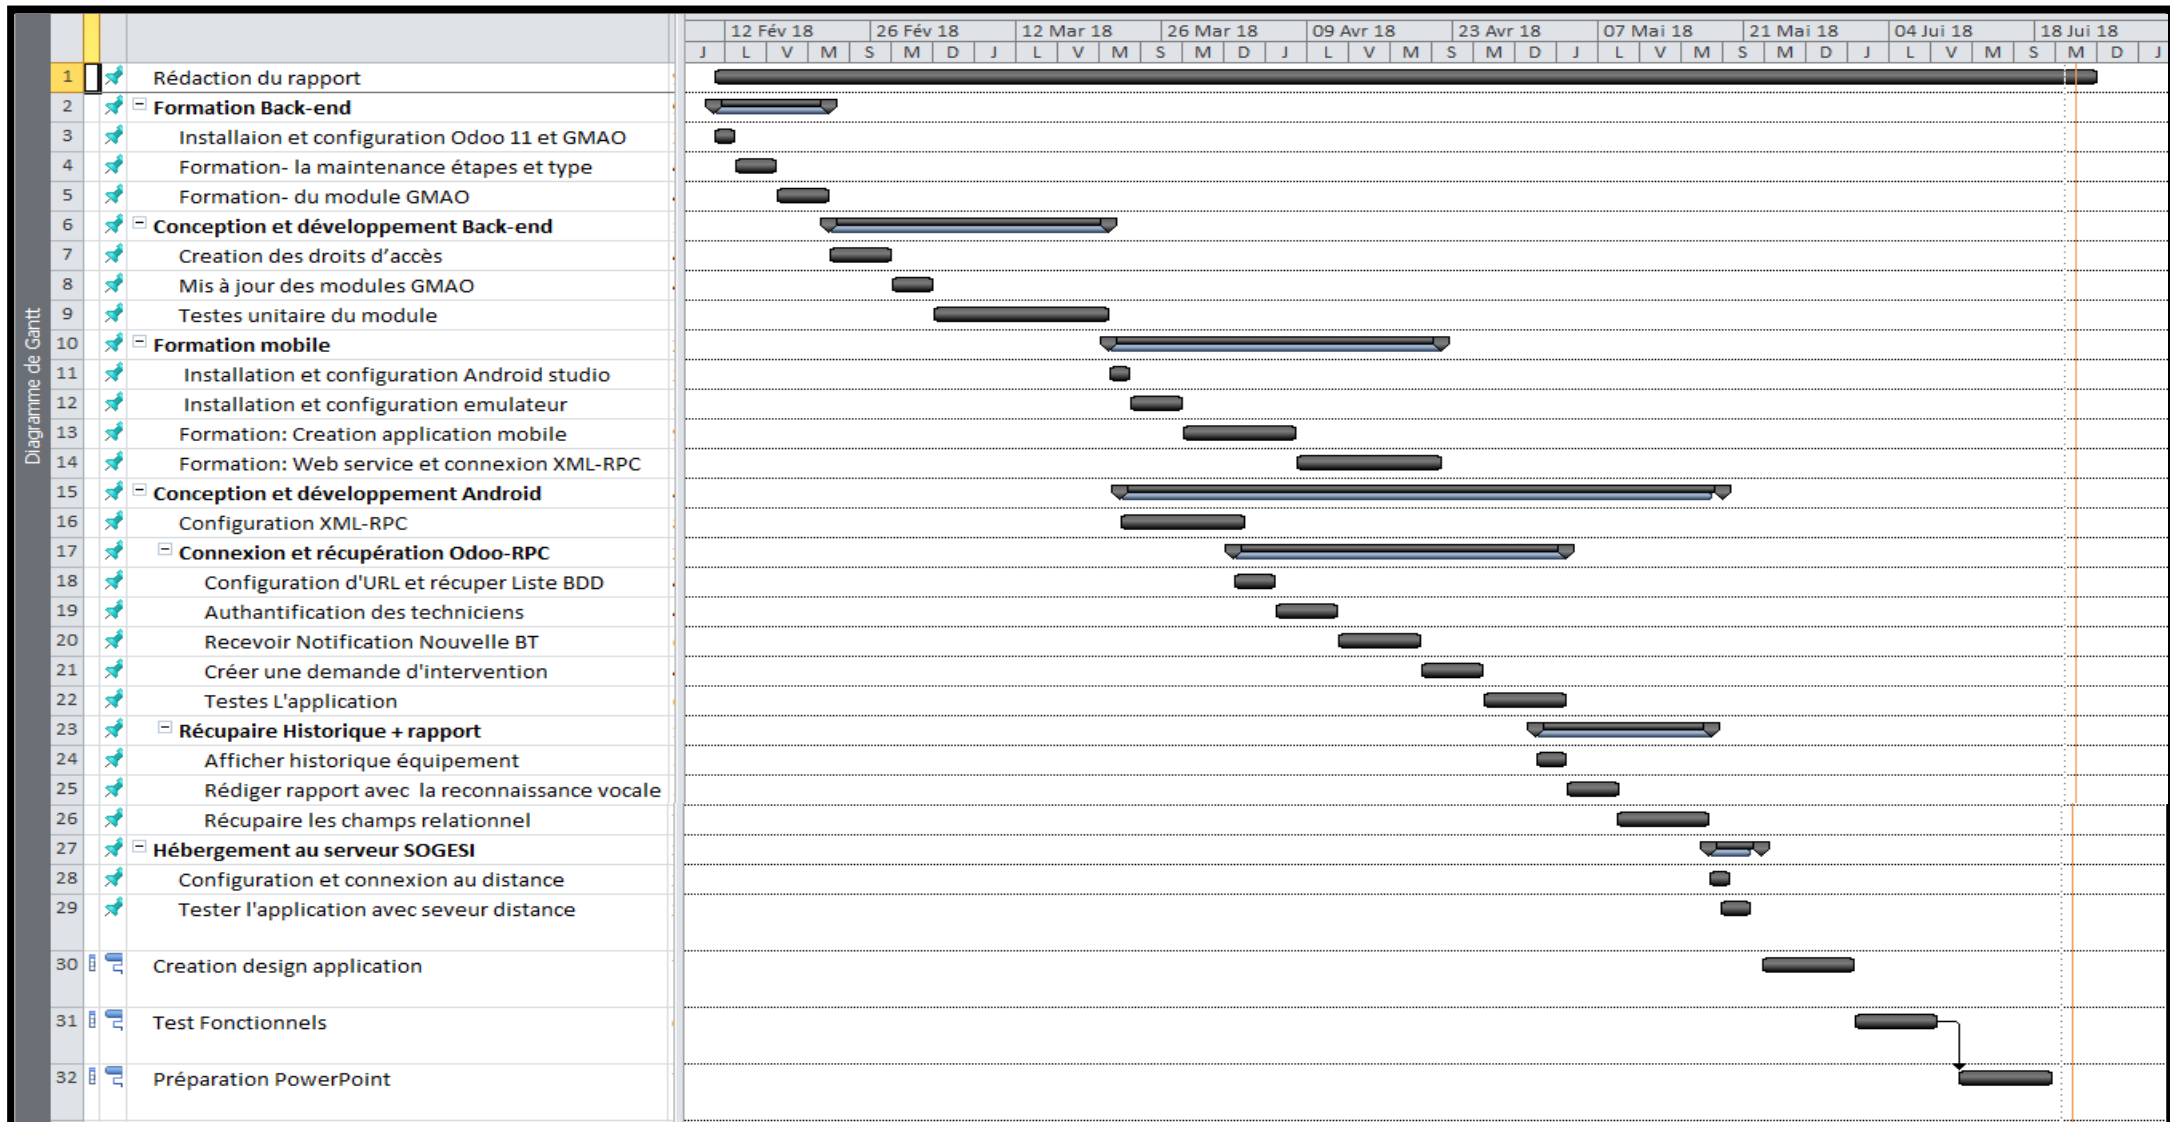 12 Fév 18 26 Fév 18 12 Mar 18 26 Mar 18 09 Avr 18 23 Avr 18 07 Mai 18 21 Mai 18 04 Jui 18 18 Jui 18
J L V M S M D J L V M S M D J L V M S M D J L V M S M D J L V M S M D J
Diagramme de Gantt
1 Rédaction du rapport
2 Formation Back-end
3 Installaion et configuration Odoo 11 et GMAO
4 Formation- la maintenance étapes et type
5 Formation- du module GMAO
6 Conception et développement Back-end
7 Creation des droits d’accès
8 Mis à jour des modules GMAO
9 Testes unitaire du module
10 Formation mobile
11 Installation et configuration Android studio
12 Installation et configuration emulateur
13 Formation: Creation application mobile
14 Formation: Web service et connexion XML-RPC
15 Conception et développement Android
16 Configuration XML-RPC
17 Connexion et récupération Odoo-RPC
18 Configuration d'URL et récuper Liste BDD
19 Authantification des techniciens
20 Recevoir Notification Nouvelle BT
21 Créer une demande d'intervention
22 Testes L'application
23 Récupaire Historique + rapport
24 Afficher historique équipement
25 Rédiger rapport avec la reconnaissance vocale
26 Récupaire les champs relationnel
27 Hébergement au serveur SOGESI
28 Configuration et connexion au distance
29 Tester l'application avec seveur distance
30 Creation design application
31 Test Fonctionnels
32 Préparation PowerPoint